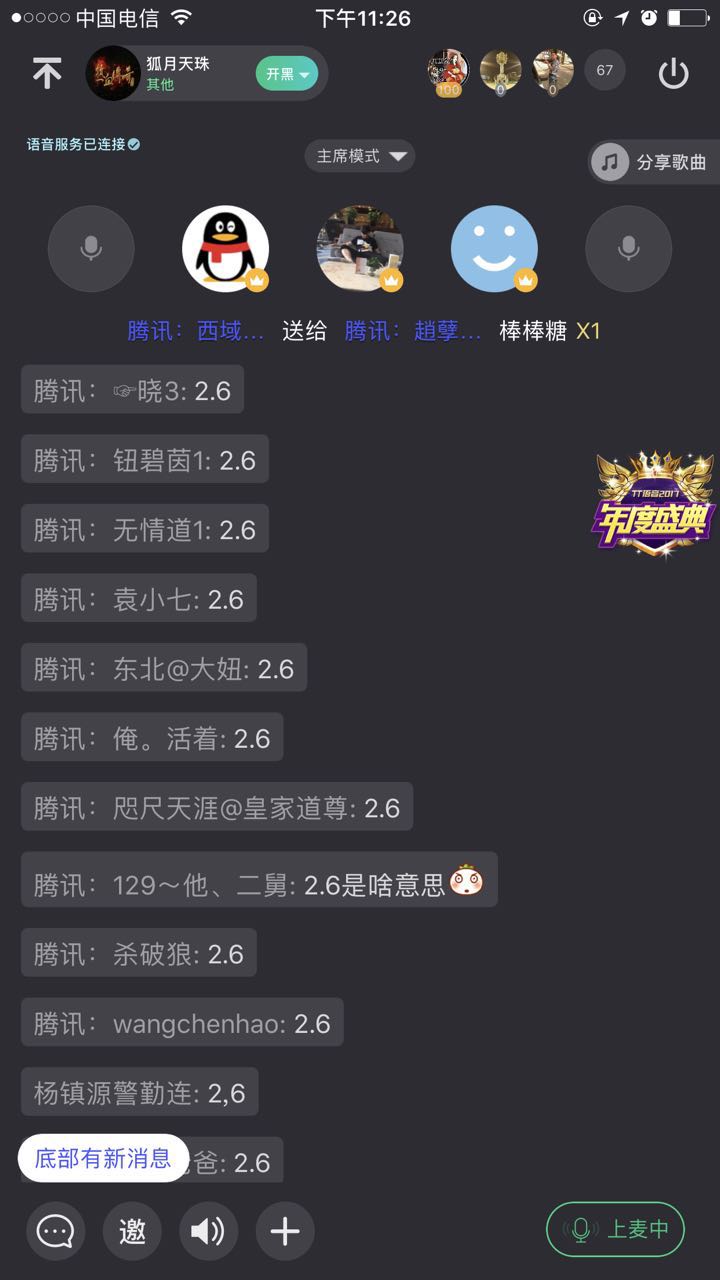 中国电信 下午11:26
狐月天珠
其他
开黑
100 0 0 67
语音服务已连接
主席模式
分享歌曲
腾讯：西域... 送给 腾讯：趙孽... 棒棒糖 X1
腾讯：☞晓3: 2.6
腾讯：钮碧茵1: 2.6
TT语音2017
年度盛典
腾讯：无情道1: 2.6
腾讯：袁小七: 2.6
腾讯：东北@大妞: 2.6
腾讯：俺。活着: 2.6
腾讯：咫尺天涯@皇家道尊: 2.6
腾讯：129～他、二舅: 2.6是啥意思
腾讯：杀破狼: 2.6
腾讯：wangchenhao: 2.6
杨镇源警勤连: 2,6
底部有新消息
爸: 2.6
邀
上麦中